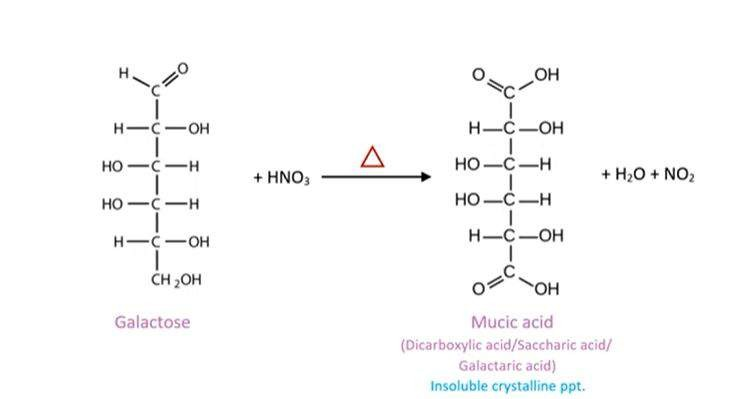 H O
C
H—C—OH
HO—C—H
HO—C—H
H—C—OH
CH₂OH
Galactose
+ HNO₃
△
O OH
C
H—C—OH
HO—C—H
HO—C—H
H—C—OH
C
O OH
Mucic acid
(Dicarboxylic acid/Saccharic acid/
Galactaric acid)
Insoluble crystalline ppt.
+ H₂O + NO₂